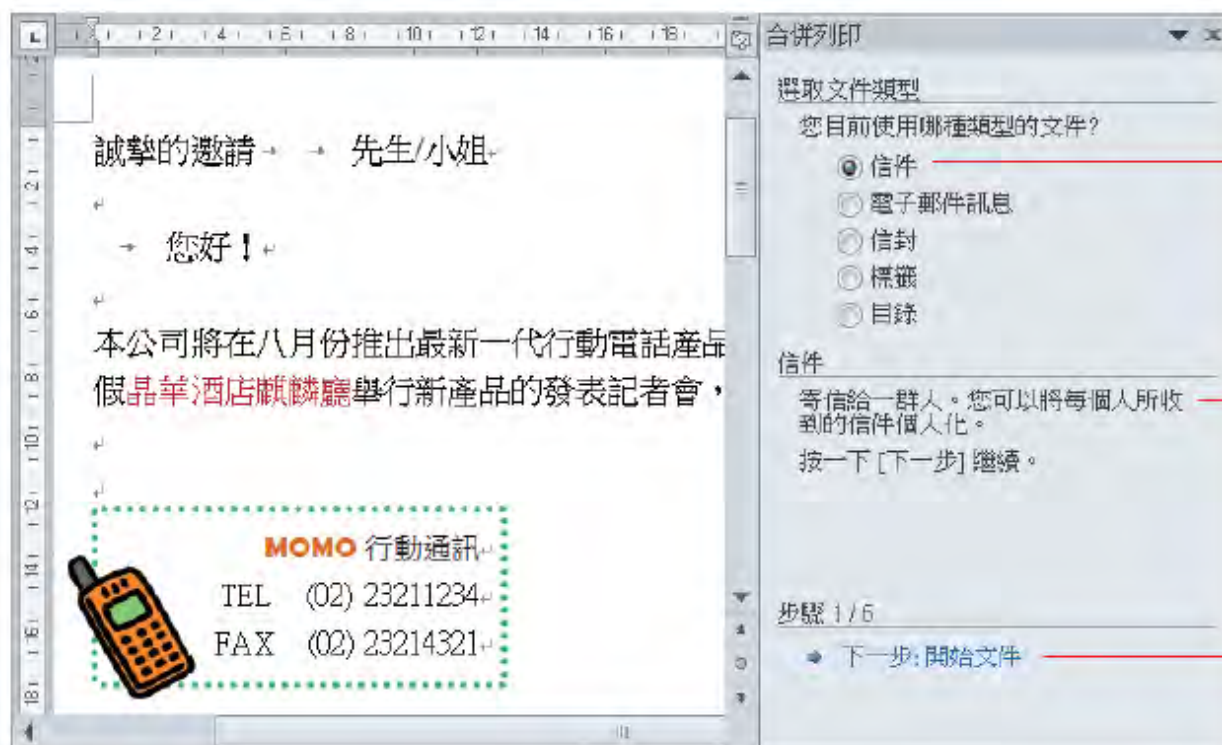 誠摯的邀請 先生/小姐
您好！
本公司將在八月份推出最新一代行動電話產品
假晶華酒店麒麟廳舉行新產品的發表記者會，
MOMO 行動通訊
TEL (02) 23211234
FAX (02) 23214321
合併列印
選取文件類型
您目前使用哪種類型的文件?
信件
電子郵件訊息
信封
標籤
目錄
信件
寄信給一群人。您可以將每個人所收
到的信件個人化。
按一下 [下一步] 繼續。
步驟 1 / 6
下一步: 開始文件